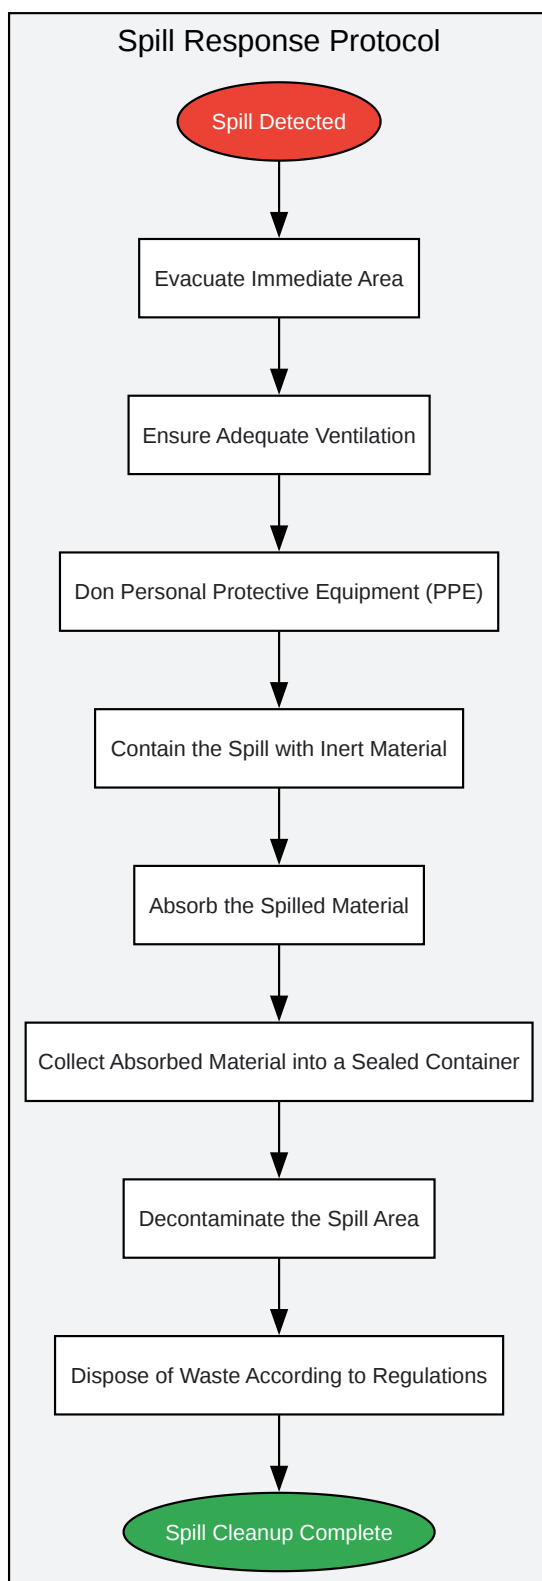 Spill Response Protocol
Spill Detected
Evacuate Immediate Area
Ensure Adequate Ventilation
Don Personal Protective Equipment (PPE)
Contain the Spill with Inert Material
Absorb the Spilled Material
Collect Absorbed Material into a Sealed Container
Decontaminate the Spill Area
Dispose of Waste According to Regulations
Spill Cleanup Complete